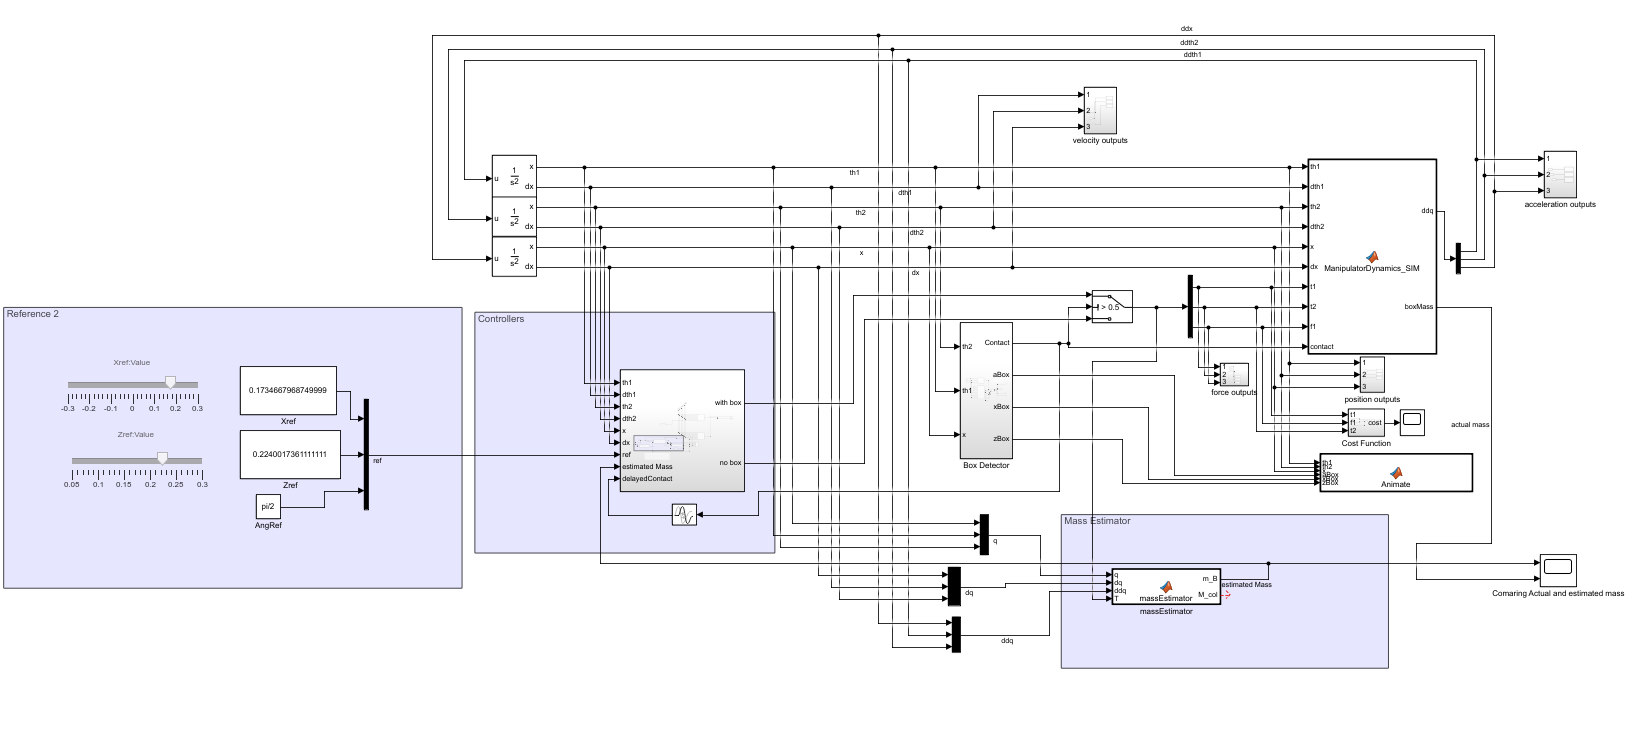 ddx
ddth2
ddth1
1
2
3
velocity outputs
u
1
s²
x
dx
u
1
s²
x
dx
u
1
s²
x
dx
th1
dth1
th2
dth2
x
dx
th1
dth1
th2
dth2
x
dx
t1
t2
f1
contact
ManipulatorDynamics_SIM
ddq
boxMass
1
2
3
acceleration outputs
Reference 2
Xref:Value
-0.3 -0.2 -0.1 0 0.1 0.2 0.3
Zref:Value
0.05 0.1 0.15 0.2 0.25 0.3
0.1734667968749999
Xref
0.2240017361111111
Zref
pi/2
AngRef
ref
Controllers
th1
dth1
th2
dth2
x
dx
ref
estimated Mass
delayedContact
with box
no box
> 0.5
th2
th1
x
Contact
aBox
xBox
zBox
Box Detector
1
2
3
force outputs
1
2
3
position outputs
t1
f1
t2
cost
Cost Function
actual mass
th1
th2
x
aBox
xBox
zBox
Animate
q
dq
ddq
Mass Estimator
q
dq
ddq
T
massEstimator
m_B
M_col
massEstimator
estimated Mass
Comaring Actual and estimated mass